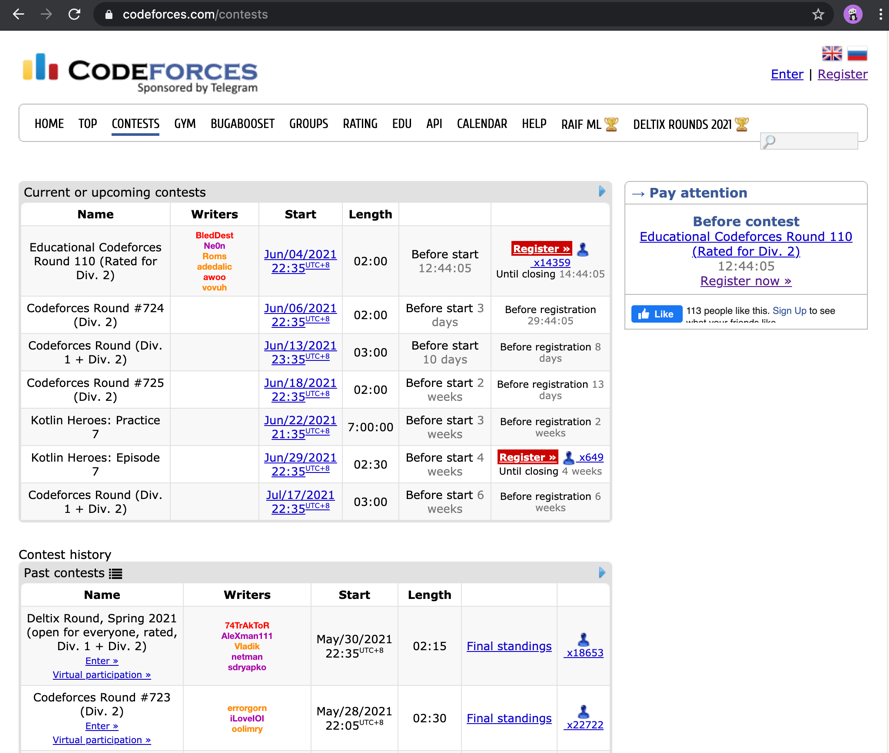 codeforces.com/contests
CODEFORCES
Sponsored by Telegram
Enter | Register
HOME TOP CONTESTS GYM BUGABOOSET GROUPS RATING EDU API CALENDAR HELP RAIF ML DELTIX ROUNDS 2021
Current or upcoming contests
Name Writers Start Length
Educational Codeforces
Round 110 (Rated for
Div. 2)
BledDest
Ne0n
Roms
adedalic
awoo
vovuh
Jun/04/2021
22:35UTC+8
02:00
Before start
12:44:05
Register »
x14359
Until closing 14:44:05
Codeforces Round #724
(Div. 2)
Jun/06/2021
22:35UTC+8
02:00
Before start 3
days
Before registration
29:44:05
Codeforces Round (Div.
1 + Div. 2)
Jun/13/2021
23:35UTC+8
03:00
Before start
10 days
Before registration 8
days
Codeforces Round #725
(Div. 2)
Jun/18/2021
22:35UTC+8
02:00
Before start 2
weeks
Before registration 13
days
Kotlin Heroes: Practice
7
Jun/22/2021
21:35UTC+8
7:00:00
Before start 3
weeks
Before registration 2
weeks
Kotlin Heroes: Episode
7
Jun/29/2021
22:35UTC+8
02:30
Before start 4
weeks
Register » x649
Until closing 4 weeks
Codeforces Round (Div.
1 + Div. 2)
Jul/17/2021
22:35UTC+8
03:00
Before start 6
weeks
Before registration 6
weeks
→ Pay attention
Before contest
Educational Codeforces Round 110
(Rated for Div. 2)
12:44:05
Register now »
Like 113 people like this. Sign Up to see
what your friends like.
Contest history
Past contests
Name Writers Start Length
Deltix Round, Spring 2021
(open for everyone, rated,
Div. 1 + Div. 2)
Enter »
Virtual participation »
74TrAkToR
AleXman111
Vladik
netman
sdryapko
May/30/2021
22:35UTC+8
02:15
Final standings
x18653
Codeforces Round #723
(Div. 2)
Enter »
Virtual participation »
errorgorn
iLoveIOI
oolimry
May/28/2021
22:05UTC+8
02:30
Final standings
x22722